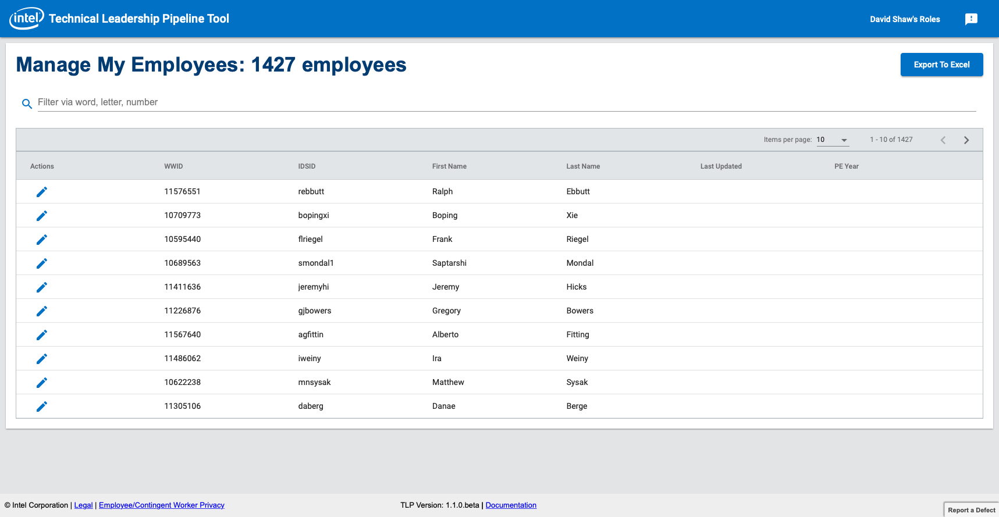 intel Technical Leadership Pipeline Tool David Shaw's Roles
Manage My Employees: 1427 employees Export To Excel
Filter via word, letter, number
Items per page: 10 1 - 10 of 1427
Actions WWID IDSID First Name Last Name Last Updated PE Year
11576551 rebbutt Ralph Ebbutt
10709773 bopingxi Boping Xie
10595440 flriegel Frank Riegel
10689563 smondal1 Saptarshi Mondal
11411636 jeremyhi Jeremy Hicks
11226876 gjbowers Gregory Bowers
11567640 agfittin Alberto Fitting
11486062 iweiny Ira Weiny
10622238 mnsysak Matthew Sysak
11305106 daberg Danae Berge
© Intel Corporation | Legal | Employee/Contingent Worker Privacy TLP Version: 1.1.0.beta | Documentation
Report a Defect